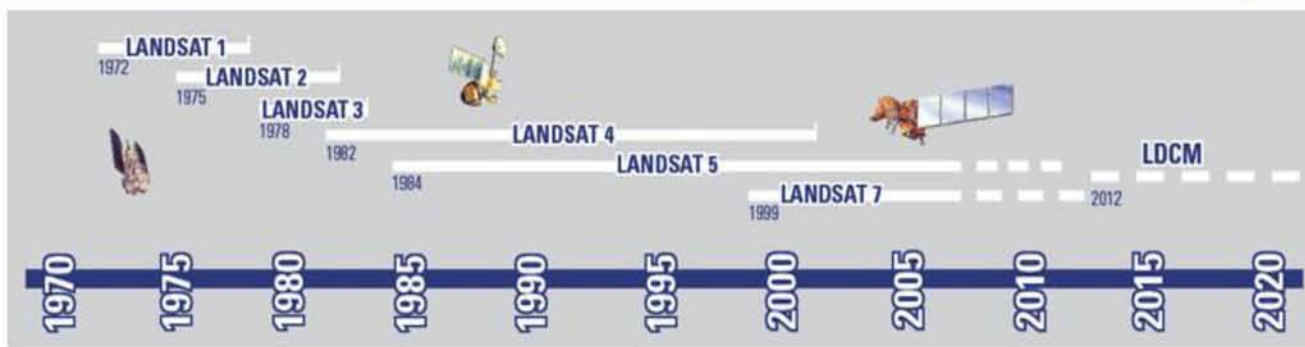 LANDSAT 1
1972
LANDSAT 2
1975
LANDSAT 3
1978
LANDSAT 4
1982
LANDSAT 5
1984
LANDSAT 7
1999
LDCM
2012
1970 1975 1980 1985 1990 1995 2000 2005 2010 2015 2020